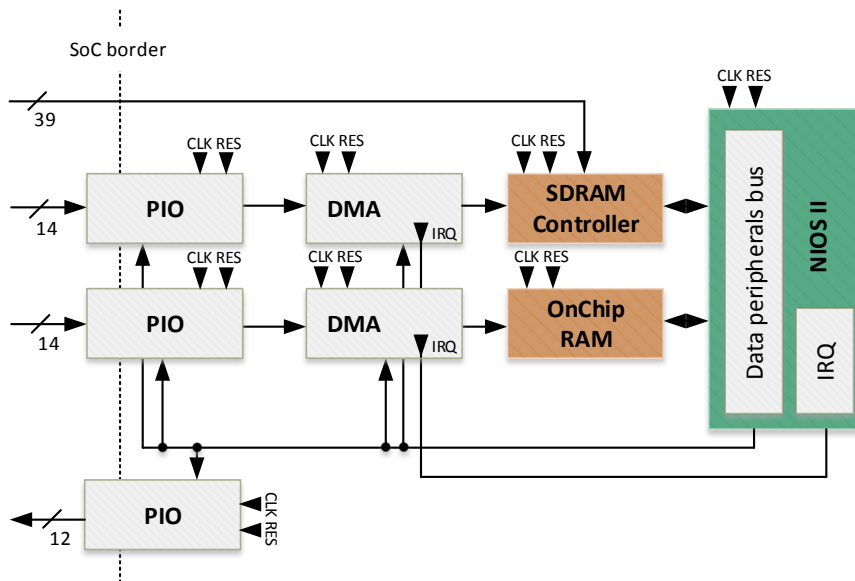 SoC border
CLK RES
39
CLK RES
CLK RES
CLK RES
PIO
DMA
SDRAM
Controller
14
IRQ
CLK RES
CLK RES
CLK RES
PIO
DMA
OnChip
RAM
14
IRQ
Data peripherals bus
NIOS II
IRQ
PIO
CLK RES
12